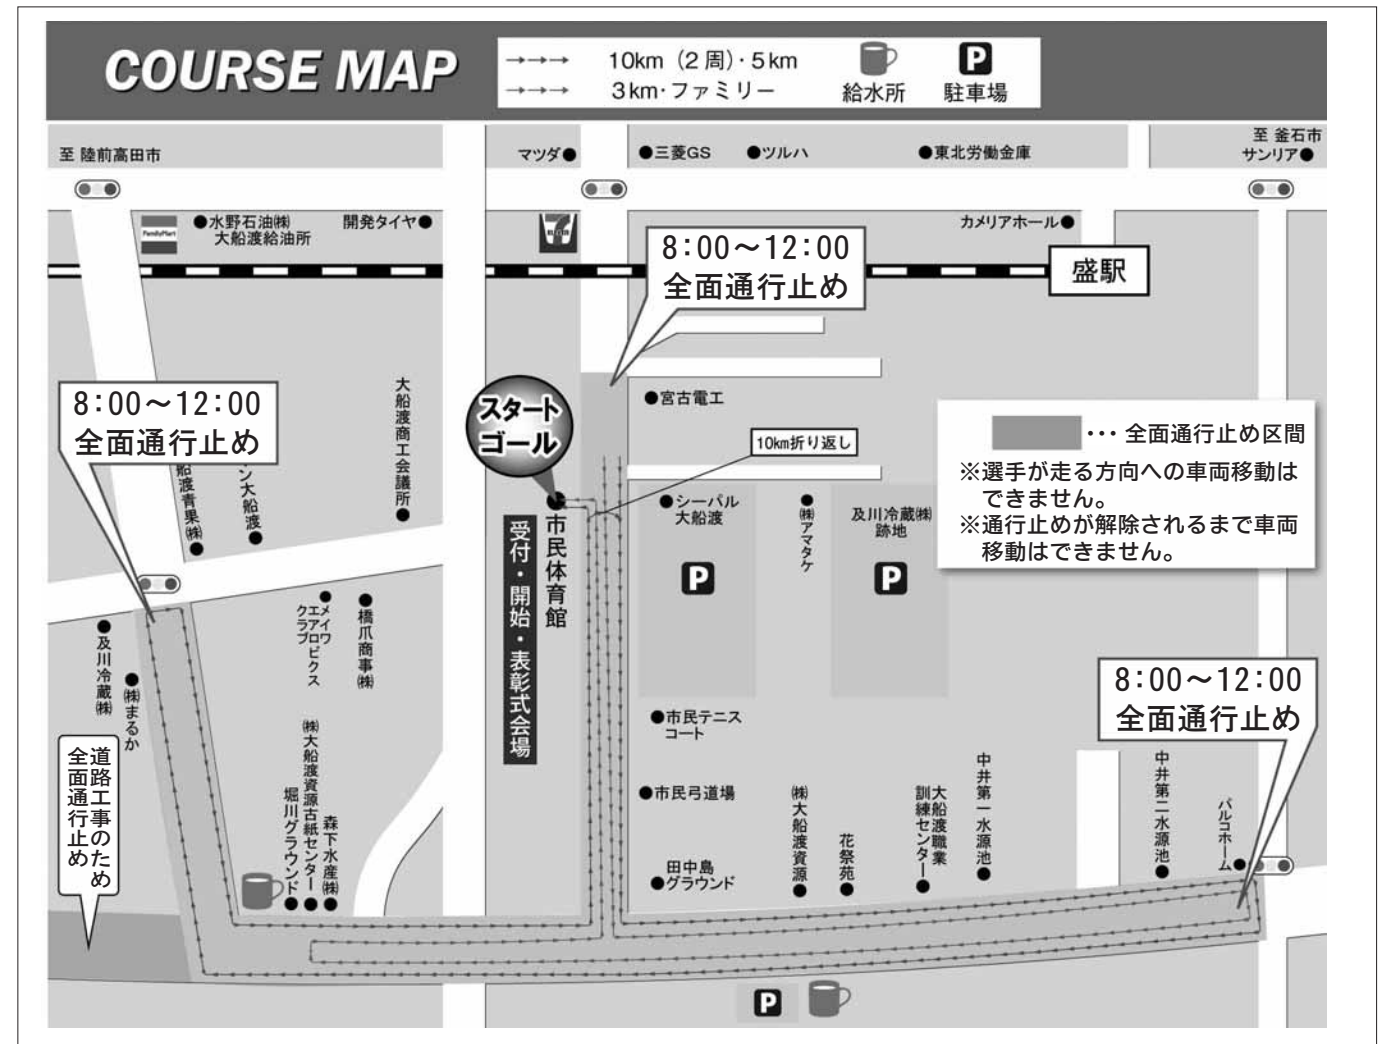 COURSE MAP
10km（2周）・5km
3km・ファミリー
給水所
P
駐車場
至 陸前高田市
マツダ
三菱GS
ツルハ
東北労働金庫
至 釜石市
サンリア
FamilyMart
水野石油㈱
大船渡給油所
開発タイヤ
7
ELEVEN
カメリアホール
8:00～12:00
全面通行止め
盛駅
8:00～12:00
全面通行止め
大船渡商工会議所
船渡青果㈱
ン大船渡
スタート
ゴール
宮古電工
10㎞折り返し
･･･ 全面通行止め区間
※選手が走る方向への車両移動は
できません。
※通行止めが解除されるまで車両
移動はできません。
市民体育館
受付・開始・表彰式会場
シーパル
大船渡
P
㈱アマタケ
及川冷蔵㈱
跡地
P
メイワ
エアロビクス
クラブ
橋爪商事㈱
及川冷蔵㈱
㈱まるか
8:00～12:00
全面通行止め
市民テニス
コート
道路工事のため
全面通行止め
㈱大船渡資源古紙センター
堀川グラウンド
森下水産㈱
市民弓道場
田中島
グラウンド
㈱大船渡資源
花祭苑
大船渡職業
訓練センター
中井第一水源池
中井第二水源池
パルコホーム
P